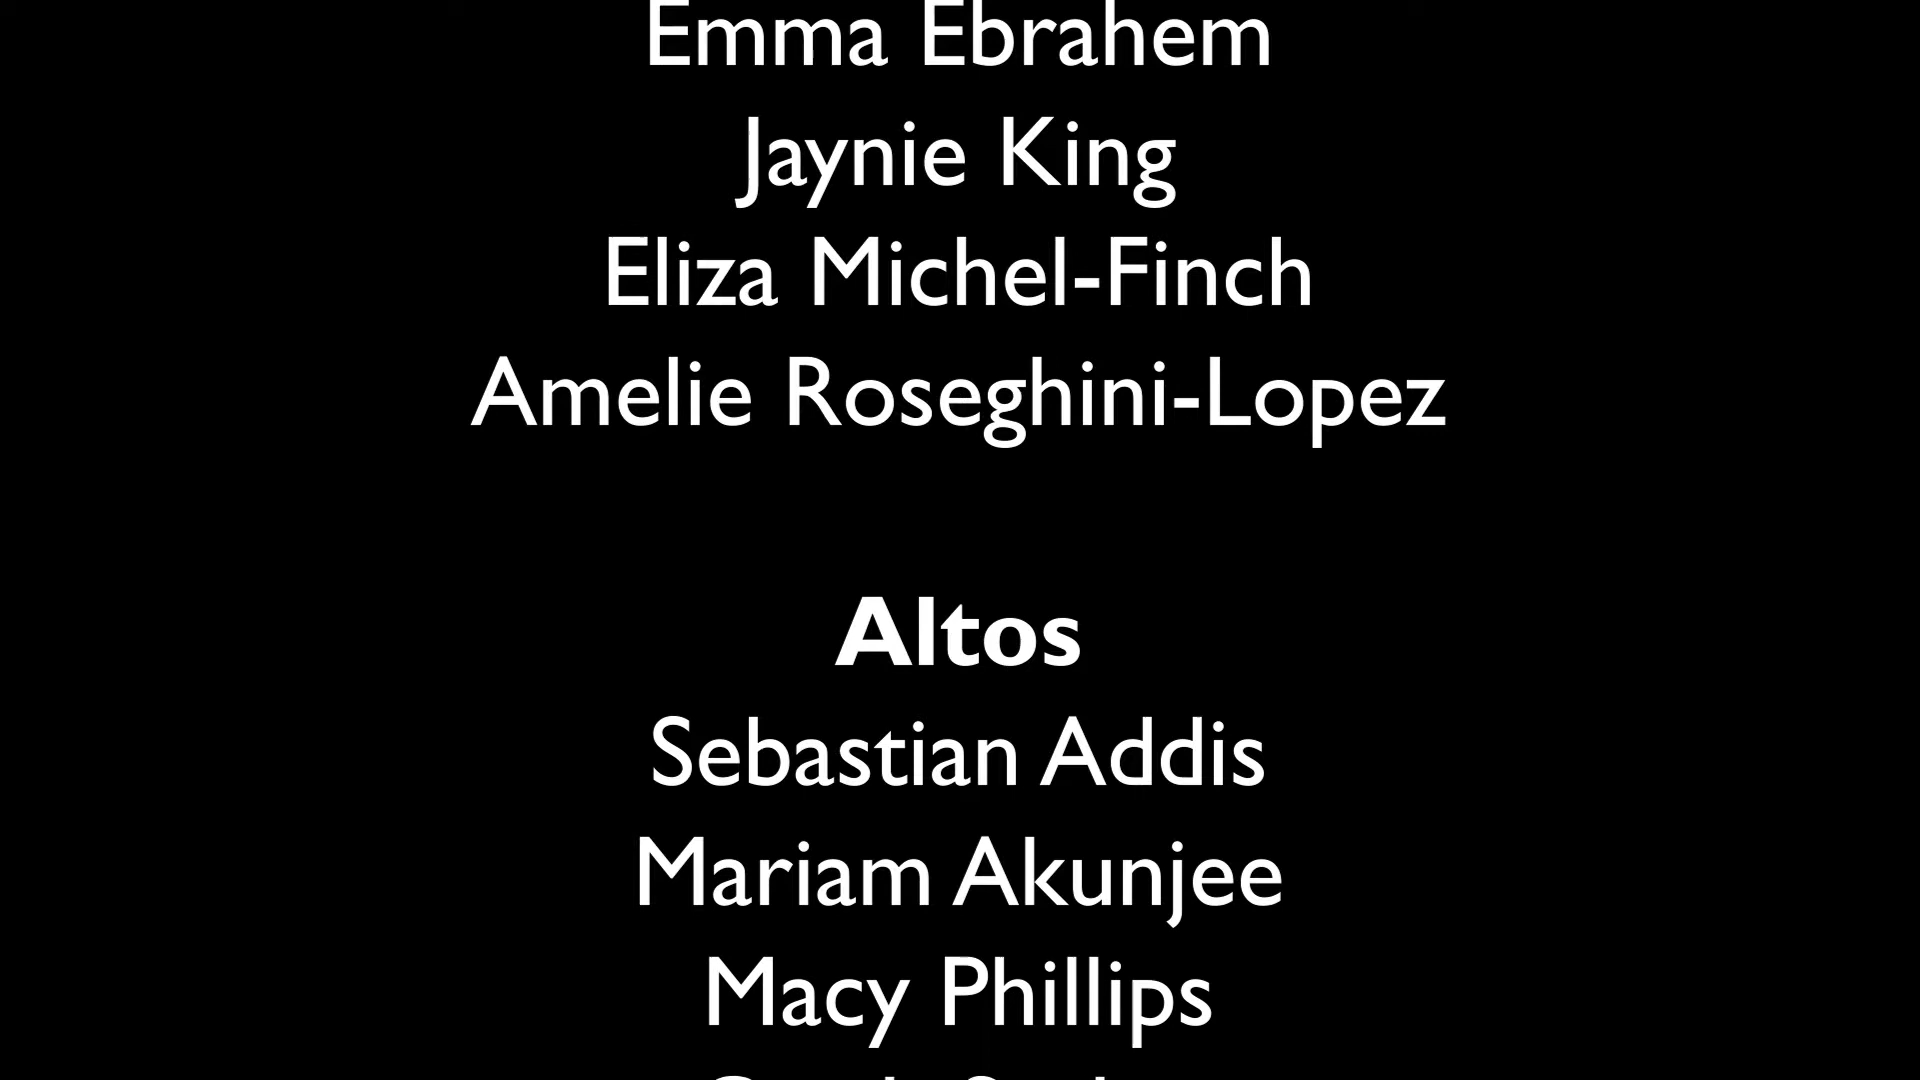 Emma Ebrahem
Jaynie King
Eliza Michel-Finch
Amelie Roseghini-Lopez
Altos
Sebastian Addis
Mariam Akunjee
Macy Phillips